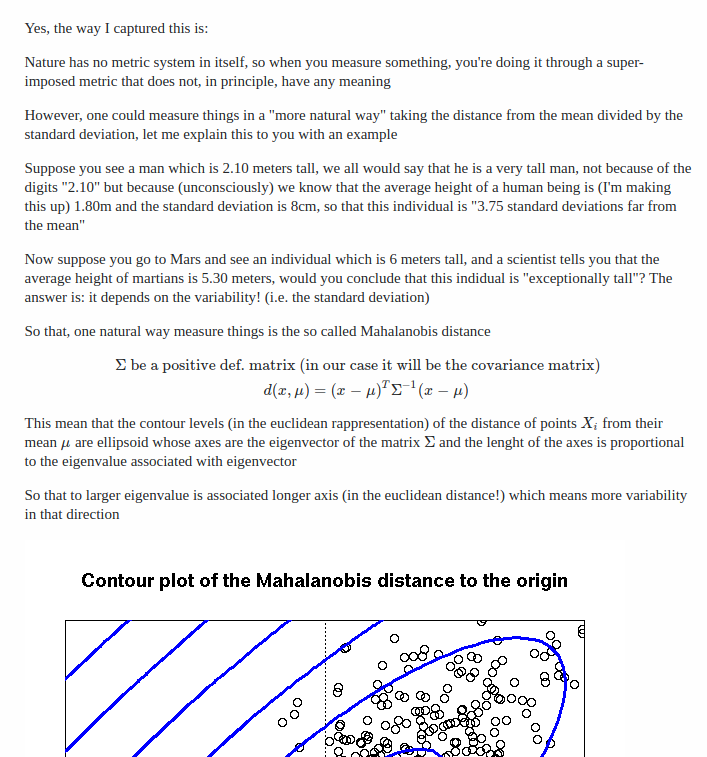 Yes, the way I captured this is:
Nature has no metric system in itself, so when you measure something, you're doing it through a super-
imposed metric that does not, in principle, have any meaning
However, one could measure things in a "more natural way" taking the distance from the mean divided by the
standard deviation, let me explain this to you with an example
Suppose you see a man which is 2.10 meters tall, we all would say that he is a very tall man, not because of the
digits "2.10" but because (unconsciously) we know that the average height of a human being is (I'm making
this up) 1.80m and the standard deviation is 8cm, so that this individual is "3.75 standard deviations far from
the mean"
Now suppose you go to Mars and see an individual which is 6 meters tall, and a scientist tells you that the
average height of martians is 5.30 meters, would you conclude that this indidual is "exceptionally tall"? The
answer is: it depends on the variability! (i.e. the standard deviation)
So that, one natural way measure things is the so called Mahalanobis distance
Σ be a positive def. matrix (in our case it will be the covariance matrix)
d(x, μ) = (x − μ)ᵀΣ⁻¹(x − μ)
This mean that the contour levels (in the euclidean rappresentation) of the distance of points Xᵢ from their
mean μ are ellipsoid whose axes are the eigenvector of the matrix Σ and the lenght of the axes is proportional
to the eigenvalue associated with eigenvector
So that to larger eigenvalue is associated longer axis (in the euclidean distance!) which means more variability
in that direction
Contour plot of the Mahalanobis distance to the origin